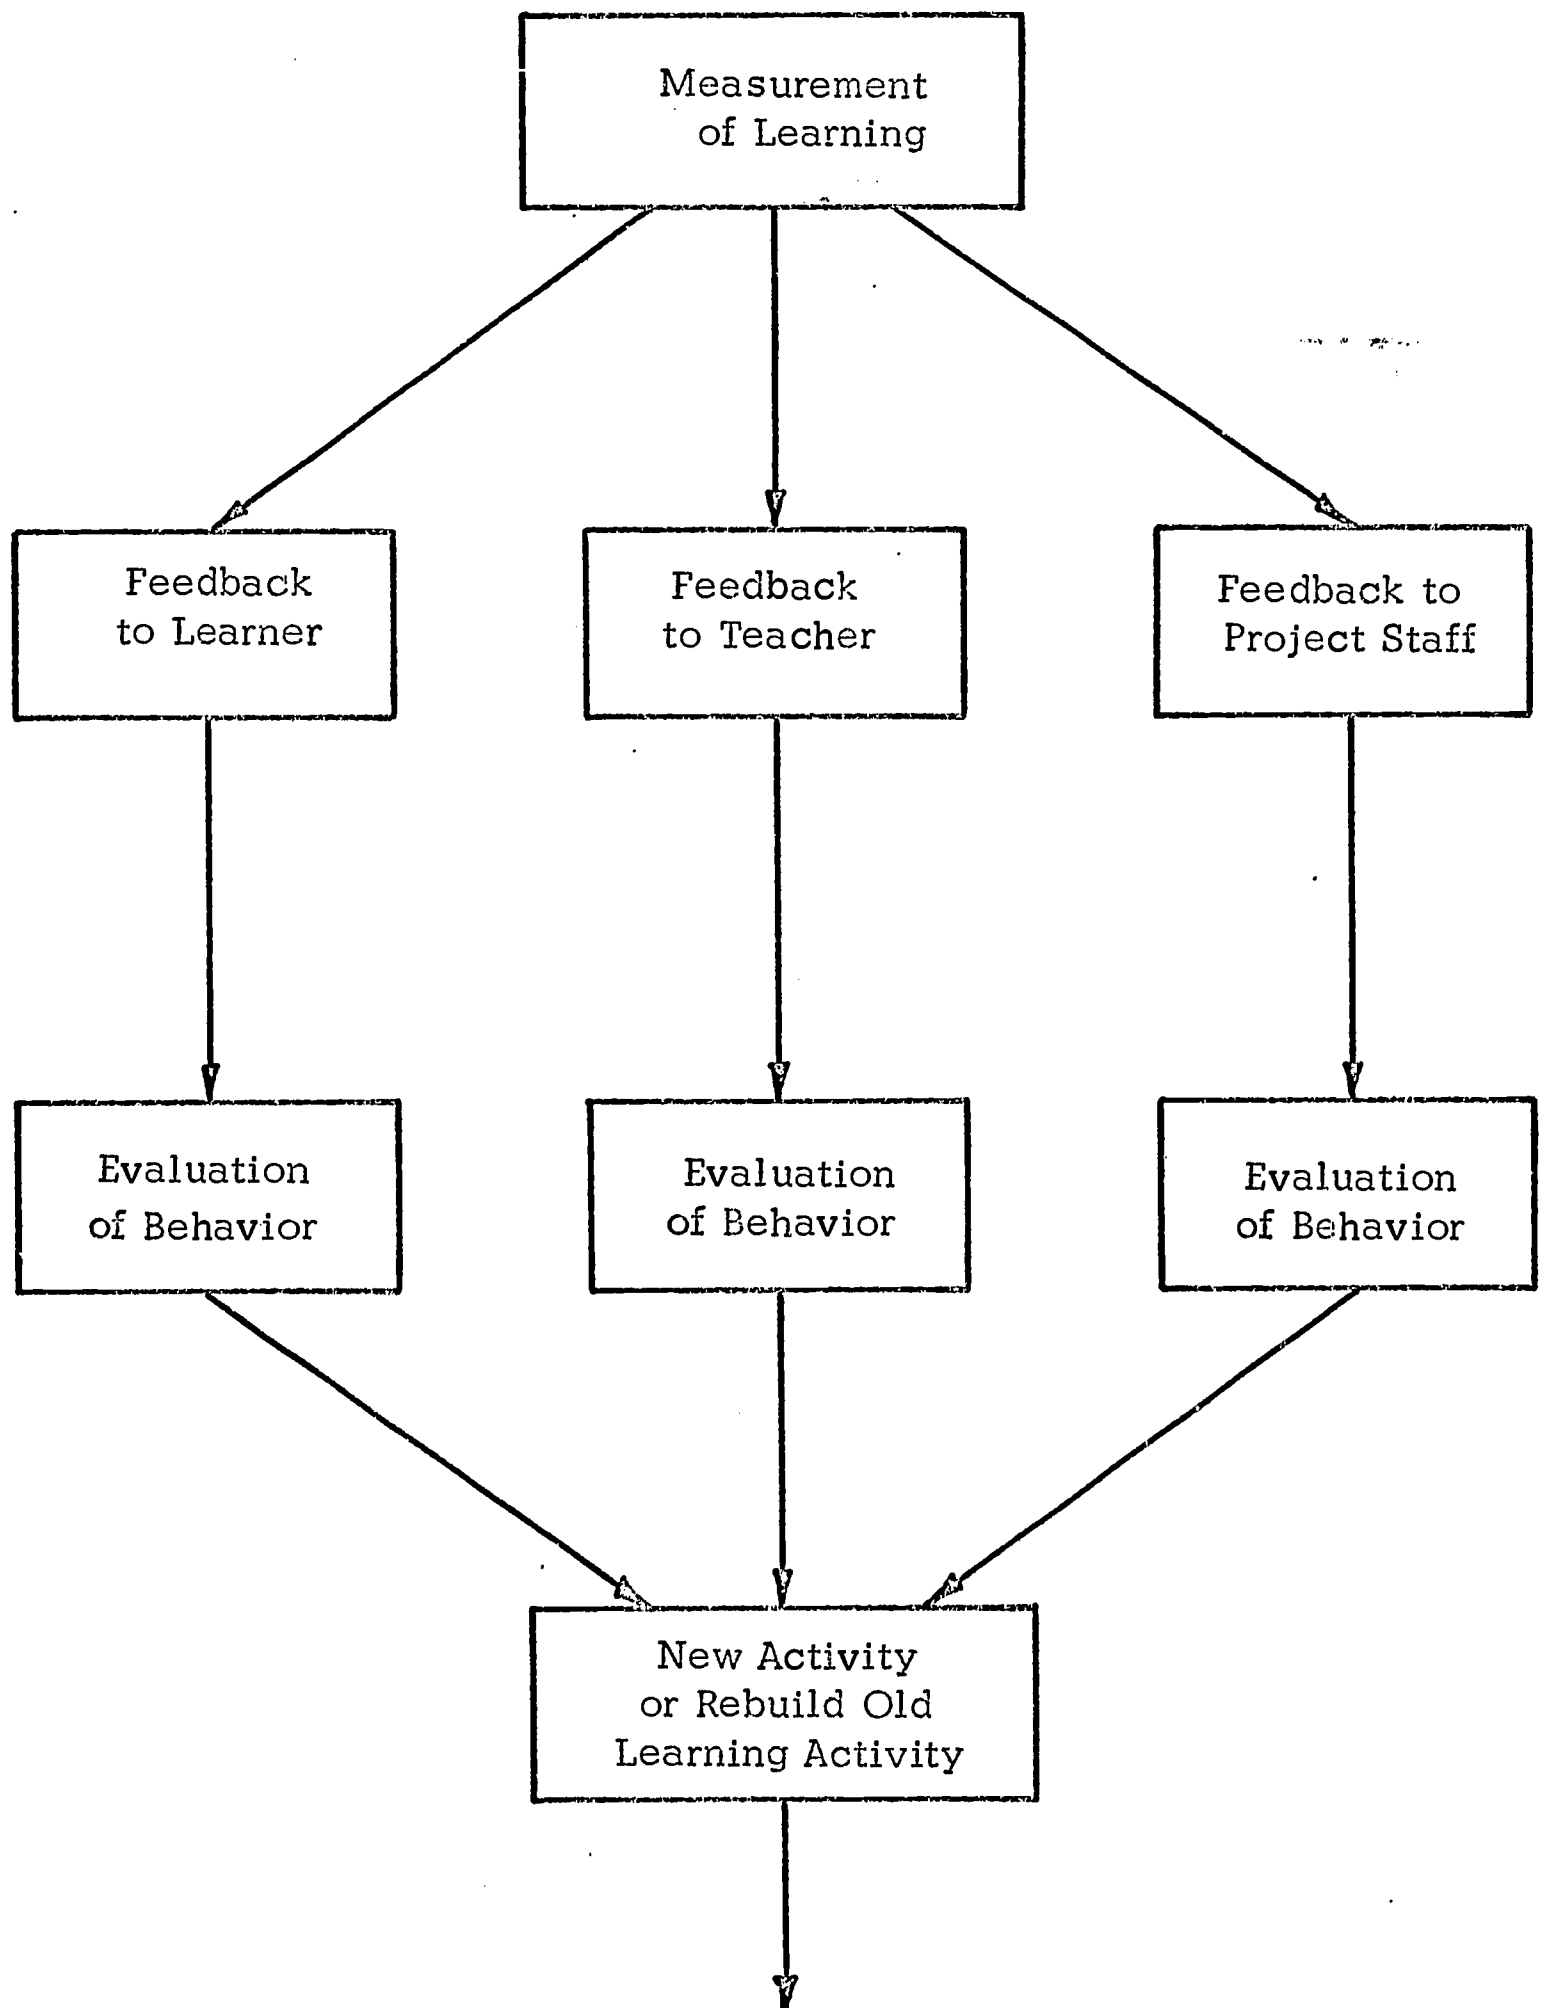 Measurement
of Learning
Feedback
to Learner
Feedback
to Teacher
Feedback to
Project Staff
Evaluation
of Behavior
Evaluation
of Behavior
Evaluation
of Behavior
New Activity
or Rebuild Old
Learning Activity